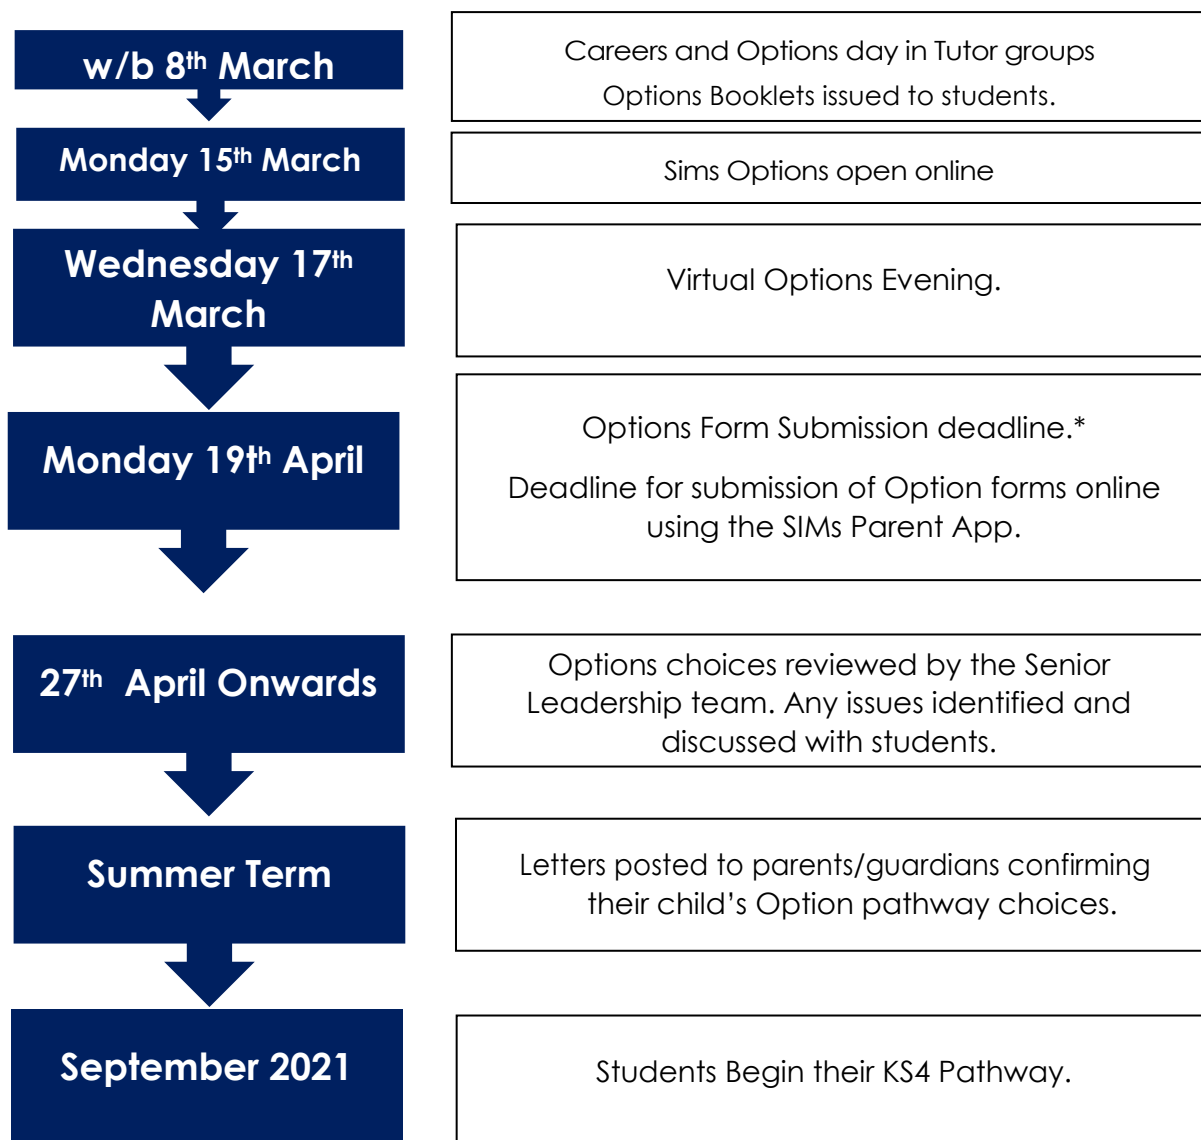 w/b 8th March
Careers and Options day in Tutor groups
Options Booklets issued to students.
Monday 15th March
Sims Options open online
Wednesday 17th
March
Virtual Options Evening.
Monday 19th April
Options Form Submission deadline.*
Deadline for submission of Option forms online
using the SIMs Parent App.
27th April Onwards
Options choices reviewed by the Senior
Leadership team. Any issues identified and
discussed with students.
Summer Term
Letters posted to parents/guardians confirming
their child’s Option pathway choices.
September 2021
Students Begin their KS4 Pathway.